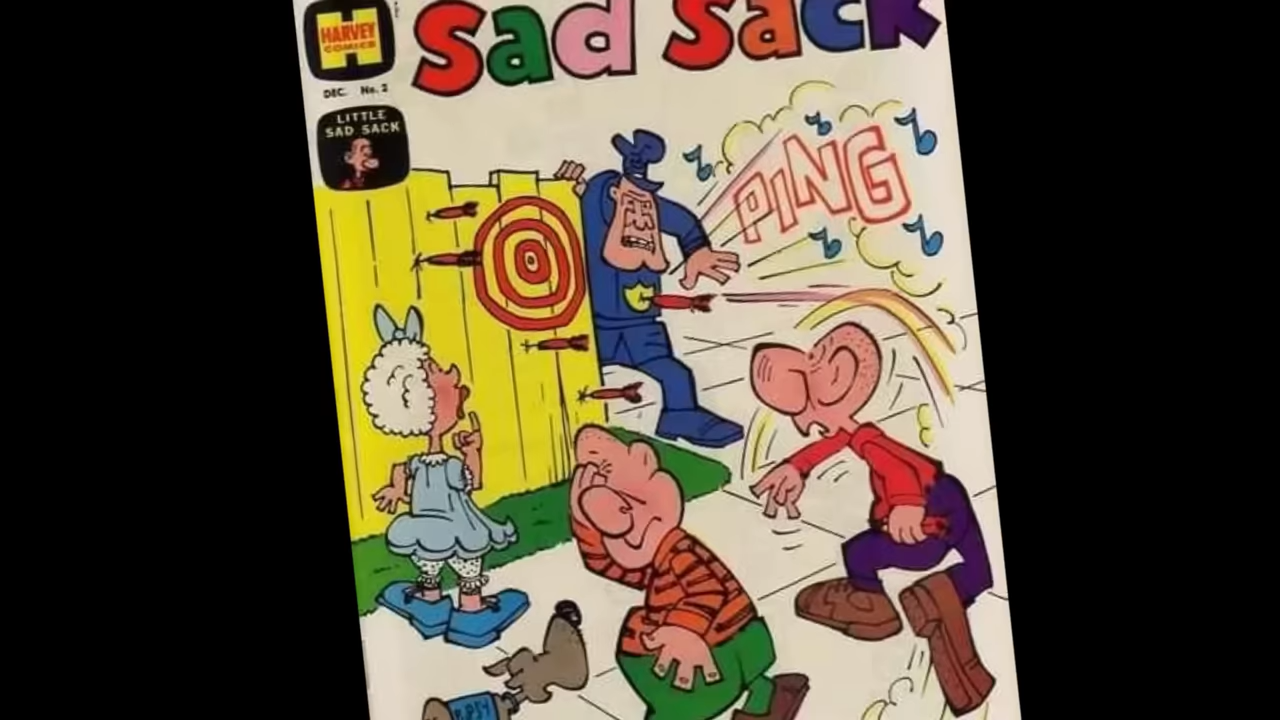 HARVEY
COMICS
Sad Sack
DEC. No. 2
LITTLE
SAD SACK
PING